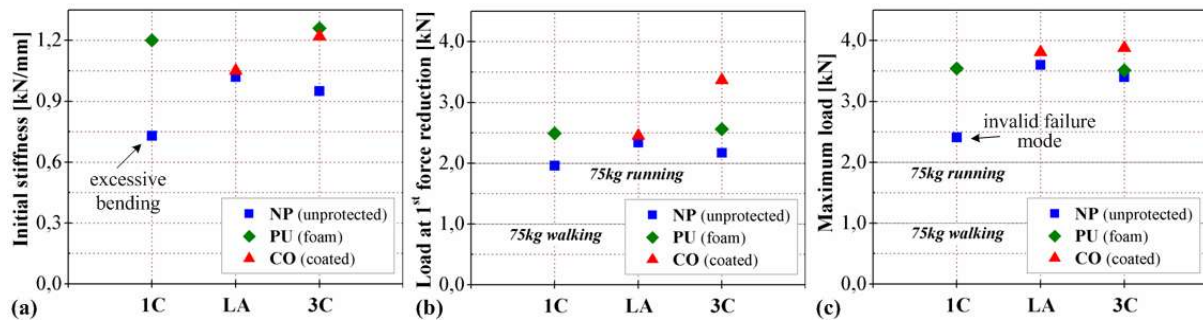 Initial stiffness [kN/mm]
1,2
0,9
0,6
0,3
0,0
excessive
bending
NP (unprotected)
PU (foam)
CO (coated)
(a)
1C
LA
3C
Load at 1st force reduction [kN]
4,0
3,0
2,0
1,0
0,0
75kg running
75kg walking
NP (unprotected)
PU (foam)
CO (coated)
(b)
1C
LA
3C
Maximum load [kN]
4,0
3,0
2,0
1,0
0,0
invalid failure
mode
75kg running
75kg walking
NP (unprotected)
PU (foam)
CO (coated)
(c)
1C
LA
3C